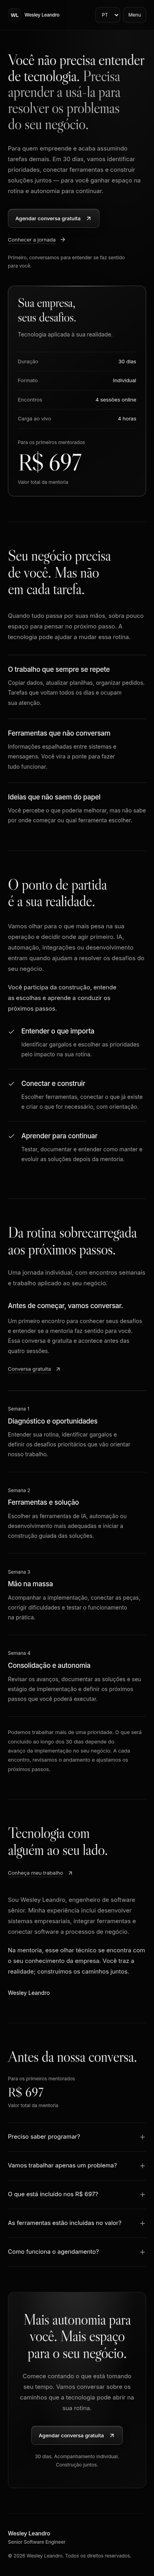 WL Wesley Leandro PT Menu
Você não precisa entender
de tecnologia. Precisa
aprender a usá-la para
resolver os problemas
do seu negócio.
Para quem empreende e acaba assumindo
tarefas demais. Em 30 dias, vamos identificar
prioridades, conectar ferramentas e construir
soluções juntos — para você ganhar espaço na
rotina e autonomia para continuar.
Agendar conversa gratuita
Conhecer a jornada
Primeiro, conversamos para entender se faz sentido
para você.
Sua empresa,
seus desafios.
Tecnologia aplicada à sua realidade.
Duração 30 dias
Formato Individual
Encontros 4 sessões online
Carga ao vivo 4 horas
Para os primeiros mentorados
R$ 697
Valor total da mentoria
Seu negócio precisa
de você. Mas não
em cada tarefa.
Quando tudo passa por suas mãos, sobra pouco
espaço para pensar no próximo passo. A
tecnologia pode ajudar a mudar essa rotina.
O trabalho que sempre se repete
Copiar dados, atualizar planilhas, organizar pedidos.
Tarefas que voltam todos os dias e ocupam
sua atenção.
Ferramentas que não conversam
Informações espalhadas entre sistemas e
mensagens. Você vira a ponte para fazer
tudo funcionar.
Ideias que não saem do papel
Você percebe o que poderia melhorar, mas não sabe
por onde começar ou qual ferramenta escolher.
O ponto de partida
é a sua realidade.
Vamos olhar para o que mais pesa na sua
operação e decidir onde agir primeiro. IA,
automação, integrações ou desenvolvimento
entram quando ajudam a resolver os desafios do
seu negócio.
Você participa da construção, entende
as escolhas e aprende a conduzir os
próximos passos.
Entender o que importa
Identificar gargalos e escolher as prioridades
pelo impacto na sua rotina.
Conectar e construir
Escolher ferramentas, conectar o que já existe
e criar o que for necessário, com orientação.
Aprender para continuar
Testar, documentar e entender como manter e
evoluir as soluções depois da mentoria.
Da rotina sobrecarregada
aos próximos passos.
Uma jornada individual, com encontros semanais
e trabalho aplicado ao seu negócio.
Antes de começar, vamos conversar.
Um primeiro encontro para conhecer seus desafios
e entender se a mentoria faz sentido para você.
Essa conversa é gratuita e acontece antes das
quatro sessões.
Conversa gratuita
Semana 1
Diagnóstico e oportunidades
Entender sua rotina, identificar gargalos e
definir os desafios prioritários que vão orientar
nosso trabalho.
Semana 2
Ferramentas e solução
Escolher as ferramentas de IA, automação ou
desenvolvimento mais adequadas e iniciar a
construção guiada das soluções.
Semana 3
Mão na massa
Acompanhar a implementação, conectar as peças,
corrigir dificuldades e testar o funcionamento
na prática.
Semana 4
Consolidação e autonomia
Revisar os avanços, documentar as soluções e seu
estágio de implementação e definir os próximos
passos que você poderá executar.
Podemos trabalhar mais de uma prioridade. O que será
concluído ao longo dos 30 dias depende do
avanço da implementação no seu negócio. A cada
encontro, revisamos o andamento e ajustamos os
próximos passos.
Tecnologia com
alguém ao seu lado.
Conheça meu trabalho
Sou Wesley Leandro, engenheiro de software
sênior. Minha experiência inclui desenvolver
sistemas empresariais, integrar ferramentas e
conectar software a processos de negócio.
Na mentoria, esse olhar técnico se encontra com
o seu conhecimento da empresa. Você traz a
realidade; construímos os caminhos juntos.
Wesley Leandro
Antes da nossa conversa.
Para os primeiros mentorados
R$ 697
Valor total da mentoria
Preciso saber programar?
Vamos trabalhar apenas um problema?
O que está incluído nos R$ 697?
As ferramentas estão incluídas no valor?
Como funciona o agendamento?
Mais autonomia para
você. Mais espaço
para o seu negócio.
Comece contando o que está tomando
seu tempo. Vamos conversar sobre os
caminhos que a tecnologia pode abrir na
sua rotina.
Agendar conversa gratuita
30 dias. Acompanhamento individual.
Construção juntos.
Wesley Leandro
Senior Software Engineer
© 2026 Wesley Leandro. Todos os direitos reservados.